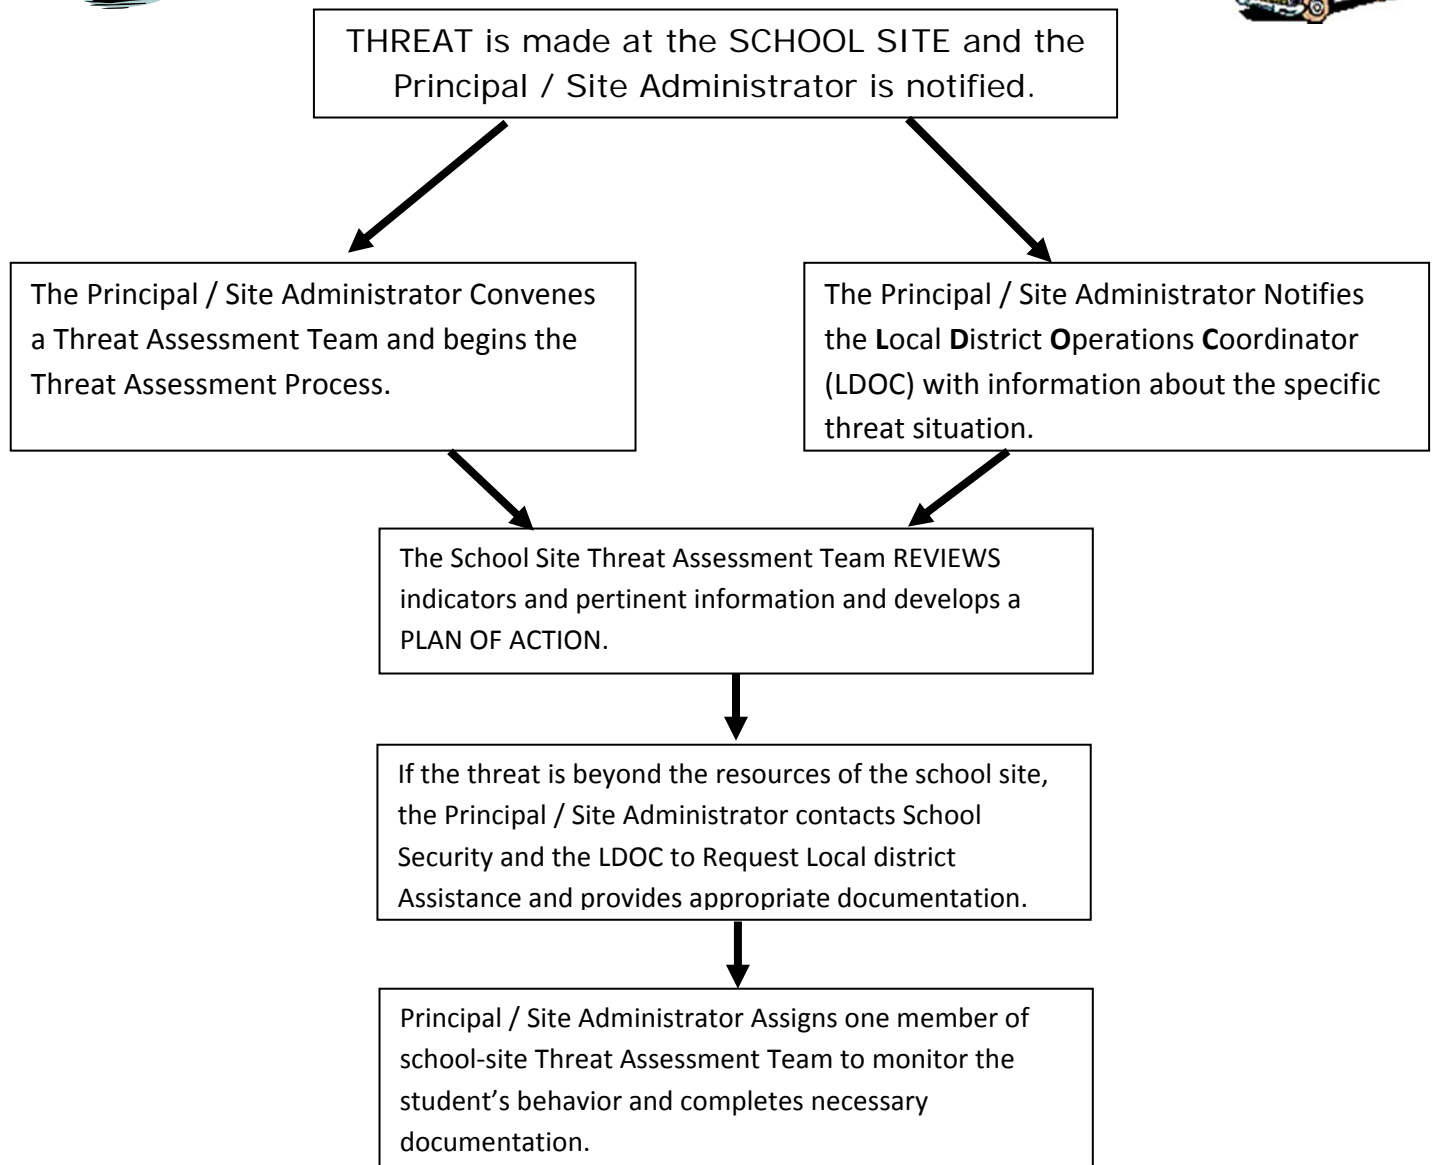 THREAT is made at the SCHOOL SITE and the
Principal / Site Administrator is notified.
The Principal / Site Administrator Convenes
a Threat Assessment Team and begins the
Threat Assessment Process.
The Principal / Site Administrator Notifies
the Local District Operations Coordinator
(LDOC) with information about the specific
threat situation.
The School Site Threat Assessment Team REVIEWS
indicators and pertinent information and develops a
PLAN OF ACTION.
If the threat is beyond the resources of the school site,
the Principal / Site Administrator contacts School
Security and the LDOC to Request Local district
Assistance and provides appropriate documentation.
Principal / Site Administrator Assigns one member of
school-site Threat Assessment Team to monitor the
student’s behavior and completes necessary
documentation.